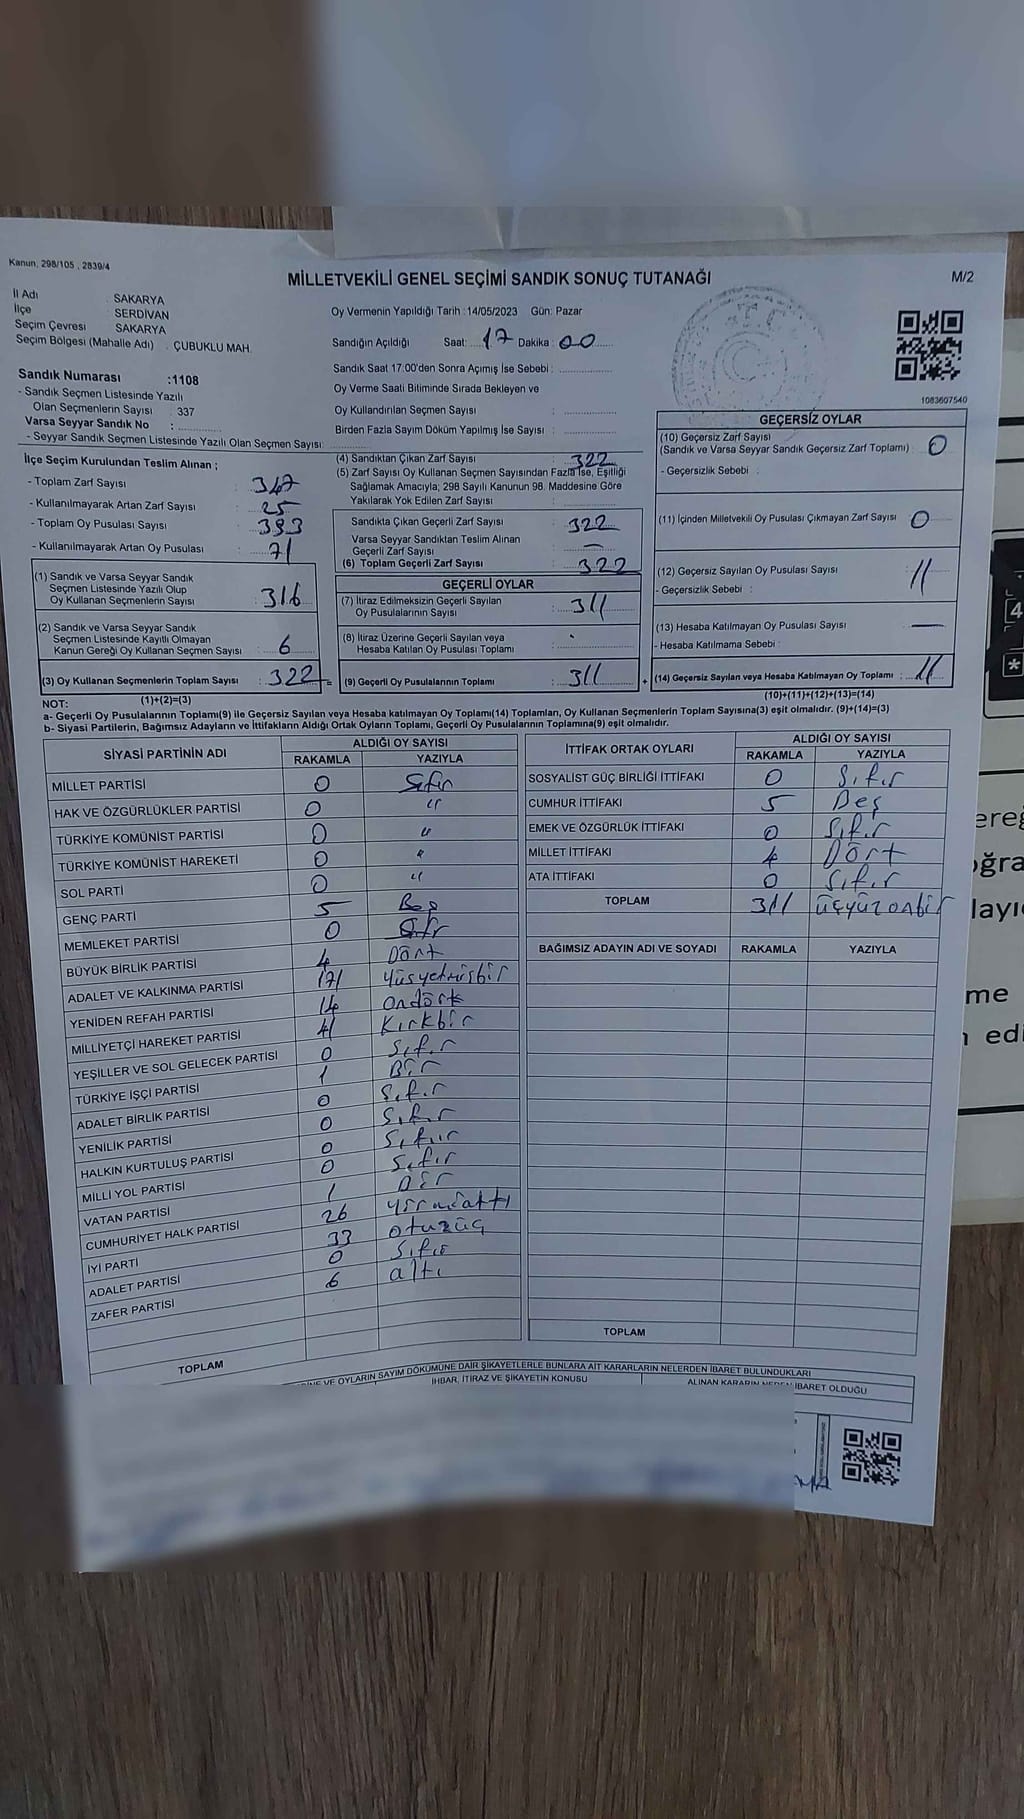 Kanun, 298/105 , 2839/4
MİLLETVEKİLİ GENEL SEÇİMİ SANDIK SONUÇ TUTANAĞI
M/2
İl Adı : SAKARYA
İlçe : SERDİVAN
Seçim Çevresi : SAKARYA
Seçim Bölgesi (Mahalle Adı) : ÇUBUKLU MAH.
Oy Vermenin Yapıldığı Tarih :14/05/2023 Gün: Pazar
Sandığın Açıldığı Saat: 17 Dakika : 00
Sandık Saat 17:00'den Sonra Açımış İse Sebebi :
Oy Verme Saati Bitiminde Sırada Bekleyen ve
Oy Kullandırılan Seçmen Sayısı :
Birden Fazla Sayım Döküm Yapılmış İse Sayısı :
T.C.
1083607540
Sandık Numarası :1108
- Sandık Seçmen Listesinde Yazılı
Olan Seçmenlerin Sayısı : 337
Varsa Seyyar Sandık No :
- Seyyar Sandık Seçmen Listesinde Yazılı Olan Seçmen Sayısı:
İlçe Seçim Kurulundan Teslim Alınan ;
- Toplam Zarf Sayısı : 347
- Kullanılmayarak Artan Zarf Sayısı : 25
- Toplam Oy Pusulası Sayısı : 393
- Kullanılmayarak Artan Oy Pusulası : 71
(1) Sandık ve Varsa Seyyar Sandık
Seçmen Listesinde Yazılı Olup
Oy Kullanan Seçmenlerin Sayısı : 316
(2) Sandık ve Varsa Seyyar Sandık
Seçmen Listesinde Kayıtlı Olmayan
Kanun Gereği Oy Kullanan Seçmen Sayısı : 6
(3) Oy Kullanan Seçmenlerin Toplam Sayısı : 322 =
(4) Sandıktan Çıkan Zarf Sayısı : 322
(5) Zarf Sayısı Oy Kullanan Seçmen Sayısından Fazla İse, Eşitliği
Sağlamak Amacıyla; 298 Sayılı Kanunun 98. Maddesine Göre
Yakılarak Yok Edilen Zarf Sayısı :
Sandıkta Çıkan Geçerli Zarf Sayısı : 322
Varsa Seyyar Sandıktan Teslim Alınan
Geçerli Zarf Sayısı : —
(6) Toplam Geçerli Zarf Sayısı : 322
GEÇERLİ OYLAR
(7) İtiraz Edilmeksizin Geçerli Sayılan
Oy Pusulalarının Sayısı : 311
(8) İtiraz Üzerine Geçerli Sayılan veya
Hesaba Katılan Oy Pusulası Toplamı :
(9) Geçerli Oy Pusulalarının Toplamı : 311 +
GEÇERSİZ OYLAR
(10) Geçersiz Zarf Sayısı
(Sandık ve Varsa Seyyar Sandık Geçersiz Zarf Toplamı) : 0
- Geçersizlik Sebebi :
(11) İçinden Milletvekili Oy Pusulası Çıkmayan Zarf Sayısı : 0
(12) Geçersiz Sayılan Oy Pusulası Sayısı : 11
- Geçersizlik Sebebi :
(13) Hesaba Katılmayan Oy Pusulası Sayısı : —
- Hesaba Katılmama Sebebi :
(14) Geçersiz Sayılan veya Hesaba Katılmayan Oy Toplamı : 11
(10)+(11)+(12)+(13)=(14)
NOT: (1)+(2)=(3)
a- Geçerli Oy Pusulalarının Toplamı(9) ile Geçersiz Sayılan veya Hesaba katılmayan Oy Toplamı(14) Toplamları, Oy Kullanan Seçmenlerin Toplam Sayısına(3) eşit olmalıdır. (9)+(14)=(3)
b- Siyasi Partilerin, Bağımsız Adayların ve İttifakların Aldığı Ortak Oyların Toplamı, Geçerli Oy Pusulalarının Toplamına(9) eşit olmalıdır.
SİYASİ PARTİNİN ADI ALDIĞI OY SAYISI
RAKAMLA YAZIYLA
MİLLET PARTİSİ 0 Sıfır
HAK VE ÖZGÜRLÜKLER PARTİSİ 0 "
TÜRKİYE KOMÜNİST PARTİSİ 0 "
TÜRKİYE KOMÜNİST HAREKETİ 0 "
SOL PARTİ 0 "
GENÇ PARTİ 5 Beş
MEMLEKET PARTİSİ 0 Sıfır
BÜYÜK BİRLİK PARTİSİ 4 Dört
ADALET VE KALKINMA PARTİSİ 171 Yüzyetmişbir
YENİDEN REFAH PARTİSİ 14 Ondört
MİLLİYETÇİ HAREKET PARTİSİ 41 Kırkbir
YEŞİLLER VE SOL GELECEK PARTİSİ 0 Sıfır
TÜRKİYE İŞÇİ PARTİSİ 1 Bir
ADALET BİRLİK PARTİSİ 0 Sıfır
YENİLİK PARTİSİ 0 Sıfır
HALKIN KURTULUŞ PARTİSİ 0 Sıfır
MİLLİ YOL PARTİSİ 0 Sıfır
VATAN PARTİSİ 1 Bir
CUMHURİYET HALK PARTİSİ 26 Yirmialtı
İYİ PARTİ 33 otuzüç
ADALET PARTİSİ 0 Sıfır
ZAFER PARTİSİ 6 altı
TOPLAM
İTTİFAK ORTAK OYLARI ALDIĞI OY SAYISI
RAKAMLA YAZIYLA
SOSYALİST GÜÇ BİRLİĞİ İTTİFAKI 0 Sıfır
CUMHUR İTTİFAKI 5 Beş
EMEK VE ÖZGÜRLÜK İTTİFAKI 0 Sıfır
MİLLET İTTİFAKI 4 Dört
ATA İTTİFAKI 0 Sıfır
TOPLAM 311 üçyüzonbir
BAĞIMSIZ ADAYIN ADI VE SOYADI RAKAMLA YAZIYLA
TOPLAM
VE OYLARIN SAYIM DÖKÜMÜNE DAİR ŞİKAYETLERLE BUNLARA AİT KARARLARIN NELERDEN İBARET BULUNDUKLARI
İHBAR, İTİRAZ VE ŞİKAYETİN KONUSU
ALINAN KARARIN NEDEN İBARET OLDUĞU
4
*
ereğ
oğra
layı
me
edi